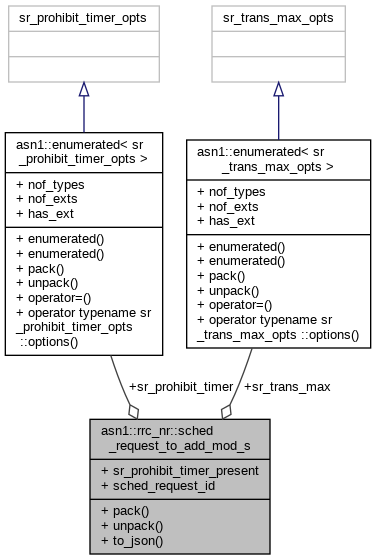 sr_prohibit_timer_opts
sr_trans_max_opts
asn1::enumerated< sr
_prohibit_timer_opts >
+ nof_types
+ nof_exts
+ has_ext
+ enumerated()
+ enumerated()
+ pack()
+ unpack()
+ operator=()
+ operator typename sr
_prohibit_timer_opts
::options()
asn1::enumerated< sr
_trans_max_opts >
+ nof_types
+ nof_exts
+ has_ext
+ enumerated()
+ enumerated()
+ pack()
+ unpack()
+ operator=()
+ operator typename sr
_trans_max_opts ::options()
+sr_prohibit_timer
+sr_trans_max
asn1::rrc_nr::sched
_request_to_add_mod_s
+ sr_prohibit_timer_present
+ sched_request_id
+ pack()
+ unpack()
+ to_json()